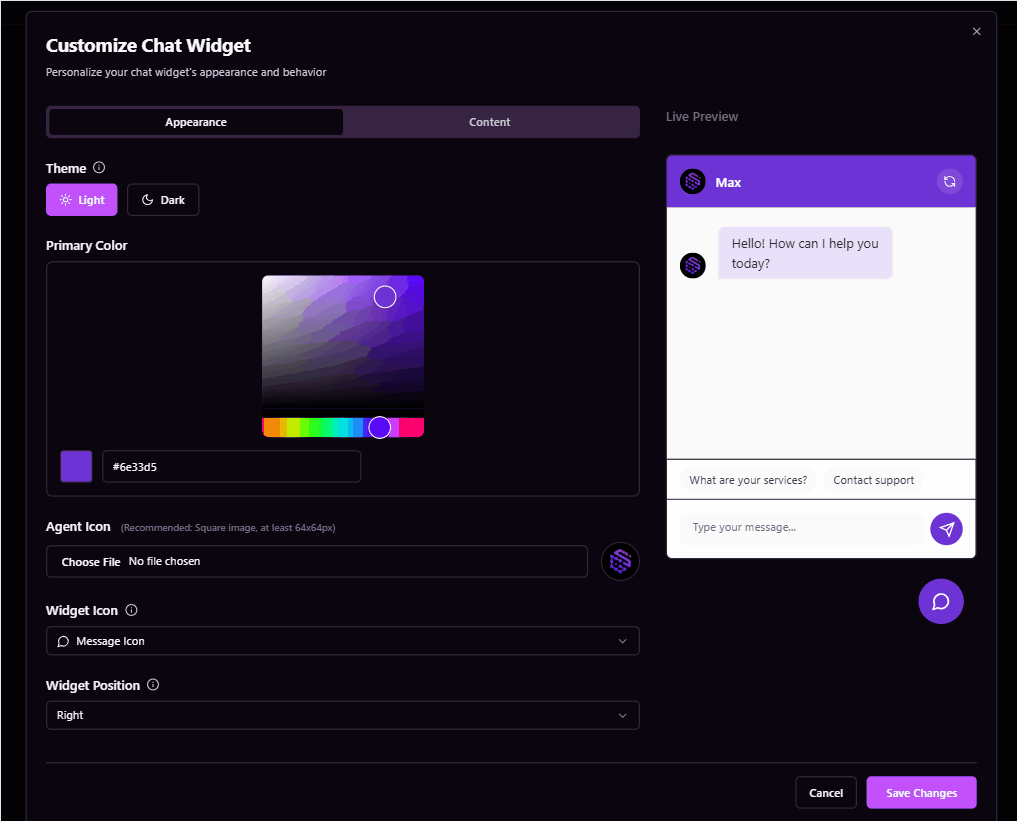 Customize Chat Widget
Personalize your chat widget's appearance and behavior
Appearance
Content
Live Preview
Theme
Light
Dark
Max
Primary Color
Hello! How can I help you
today?
#6e33d5
What are your services?
Contact support
Agent Icon (Recommended: Square image, at least 64x64px)
Type your message...
Choose File No file chosen
Widget Icon
Message Icon
Widget Position
Right
Cancel
Save Changes